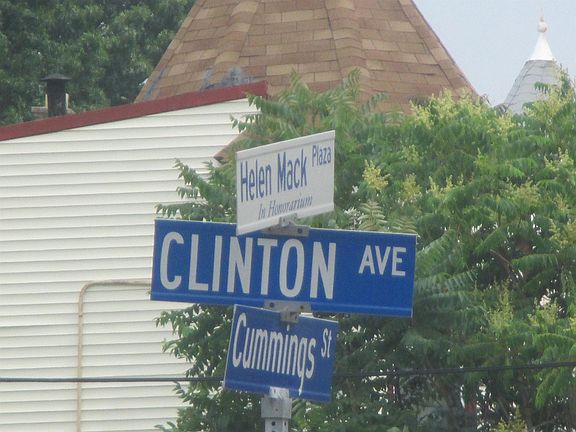 Helen Mack Plaza
In Honorarium
CLINTON AVE
Cummings St